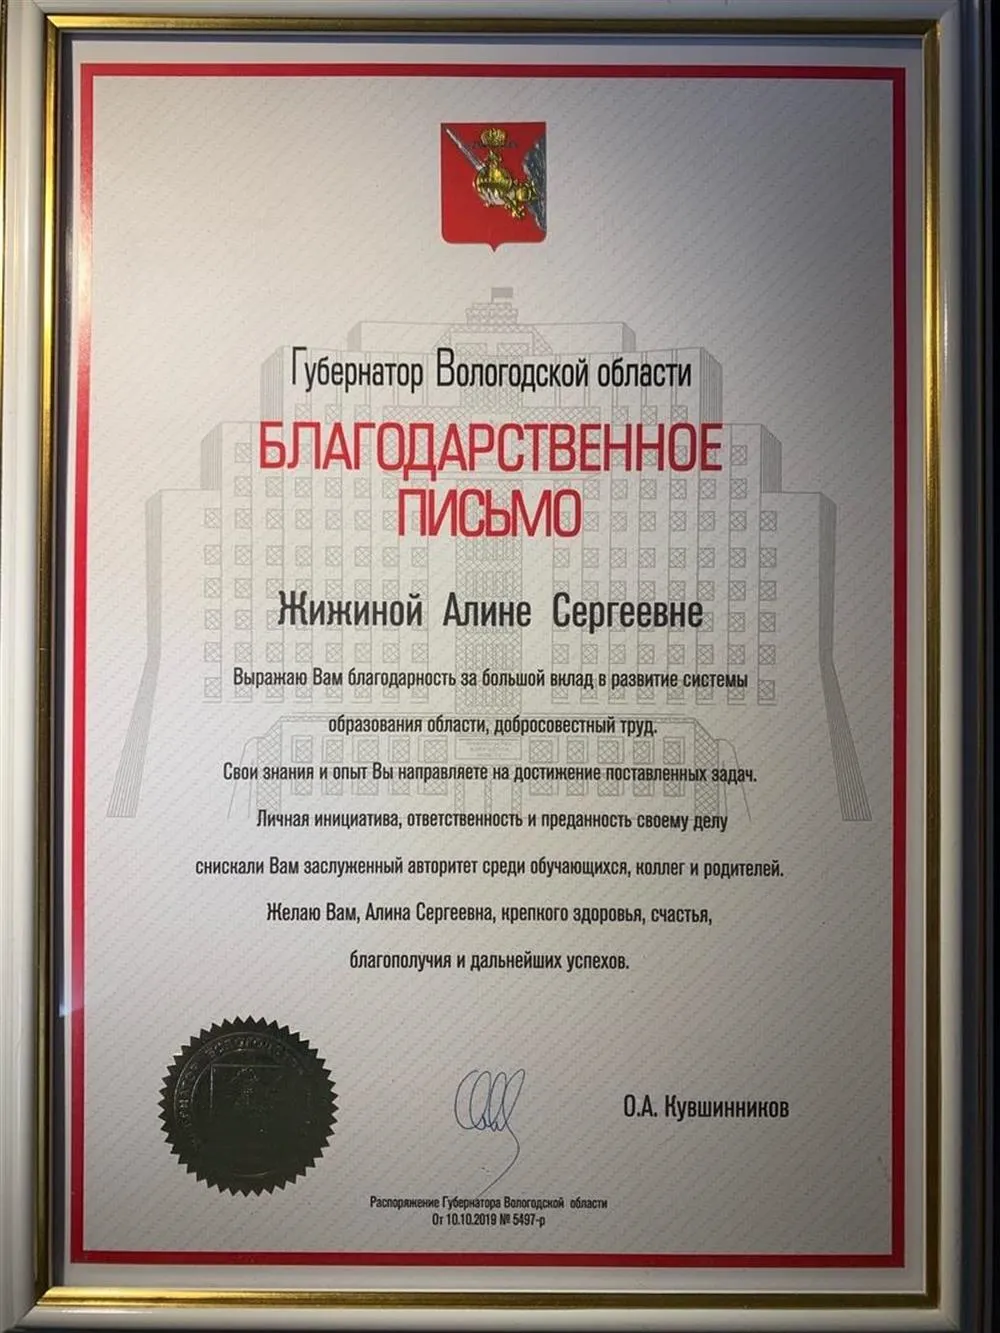 Губернатор Вологодской области
БЛАГОДАРСТВЕННОЕ
ПИСЬМО
Жижиной Алине Сергеевне
Выражаю Вам благодарность за большой вклад в развитие системы
образования области, добросовестный труд.
Свои знания и опыт Вы направляете на достижение поставленных задач.
Личная инициатива, ответственность и преданность своему делу
снискали Вам заслуженный авторитет среди обучающихся, коллег и родителей.
Желаю Вам, Алина Сергеевна, крепкого здоровья, счастья,
благополучия и дальнейших успехов.
О.А. Кувшинников
Распоряжение Губернатора Вологодской области
От 10.10.2019 № 5497-р